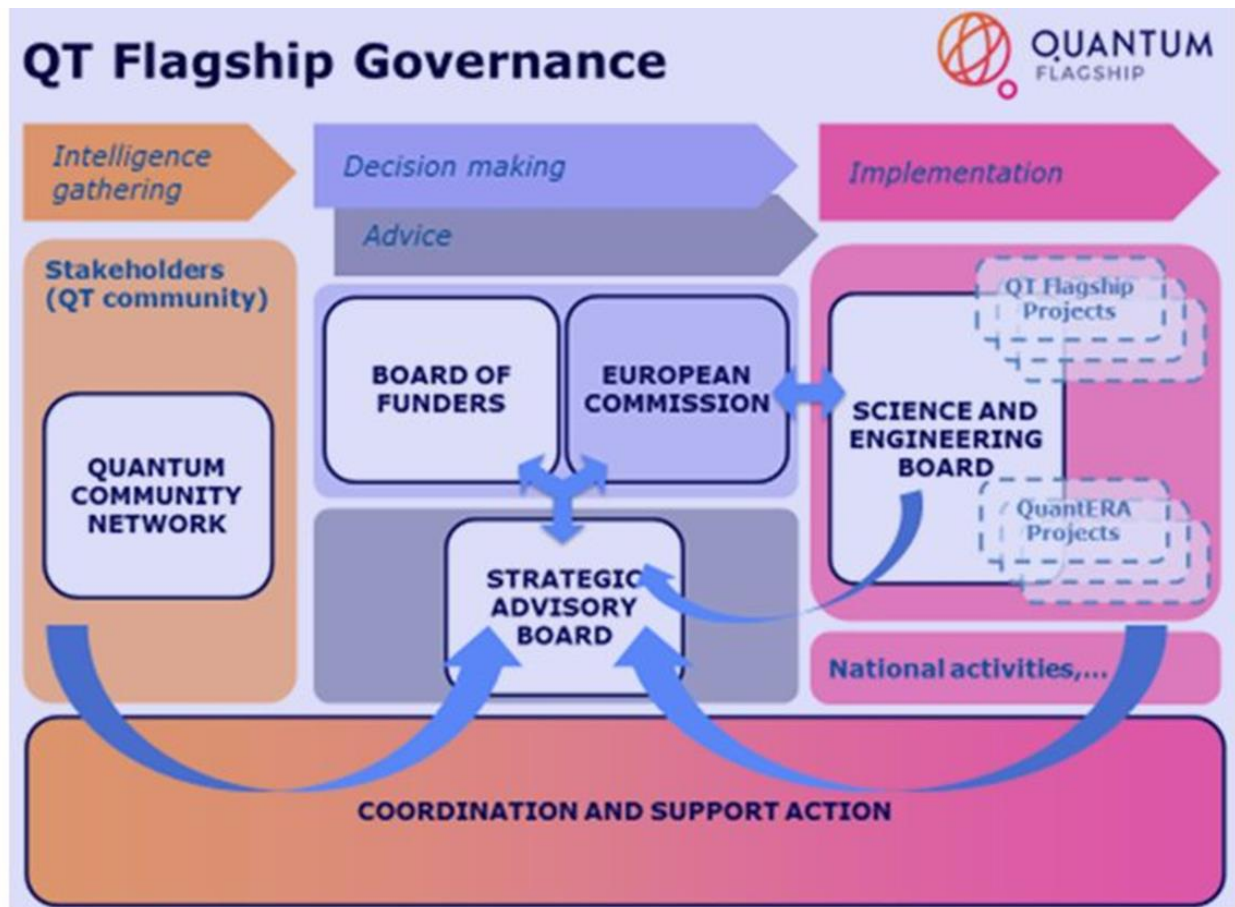 QT Flagship Governance
QUANTUM
FLAGSHIP
Intelligence
gathering
Decision making
Implementation
Advice
Stakeholders
(QT community)
QUANTUM
COMMUNITY
NETWORK
BOARD OF
FUNDERS
EUROPEAN
COMMISSION
STRATEGIC
ADVISORY
BOARD
QT Flagship
Projects
SCIENCE AND
ENGINEERING
BOARD
QuantERA
Projects
National activities,...
COORDINATION AND SUPPORT ACTION